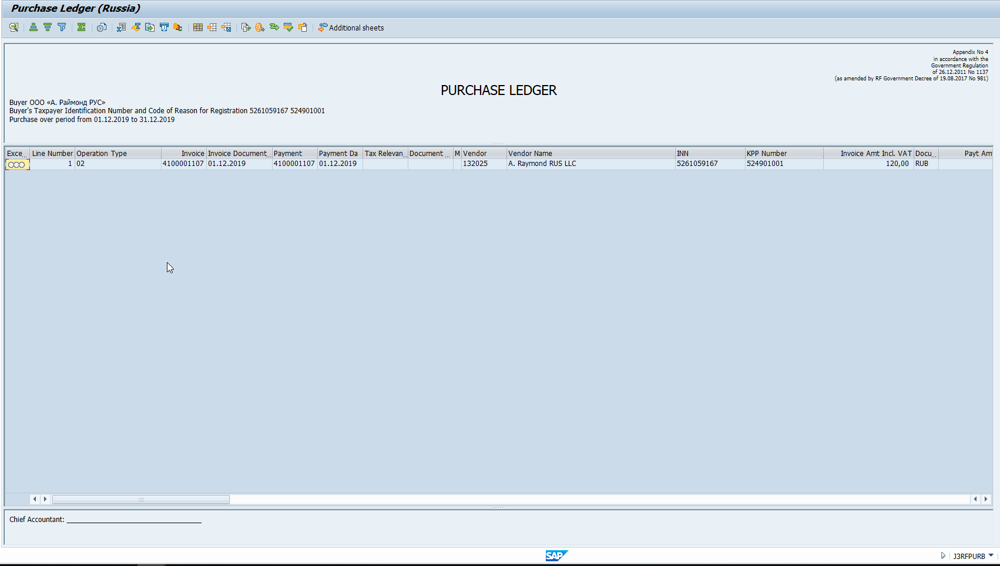 Purchase Ledger (Russia)
Additional sheets
Appendix No 4
in accordance with the
Government Regulation
of 26.12.2011 No 1137
(as amended by RF Government Decree of 19.08.2017 No 981)
PURCHASE LEDGER
Buyer ООО «А. Раймонд РУС»
Buyer's Taxpayer Identification Number and Code of Reason for Registration 5261059167 524901001
Purchase over period from 01.12.2019 to 31.12.2019
Exce... Line Number Operation Type Invoice Invoice Document... Payment Payment Da Tax Relevan... Document ... M Vendor Vendor Name INN KPP Number Invoice Amt Incl. VAT Docu... Payt Am
1 02 4100001107 01.12.2019 4100001107 01.12.2019 132025 A. Raymond RUS LLC 5261059167 524901001 120,00 RUB
Chief Accountant:
SAP
J3RFPURB